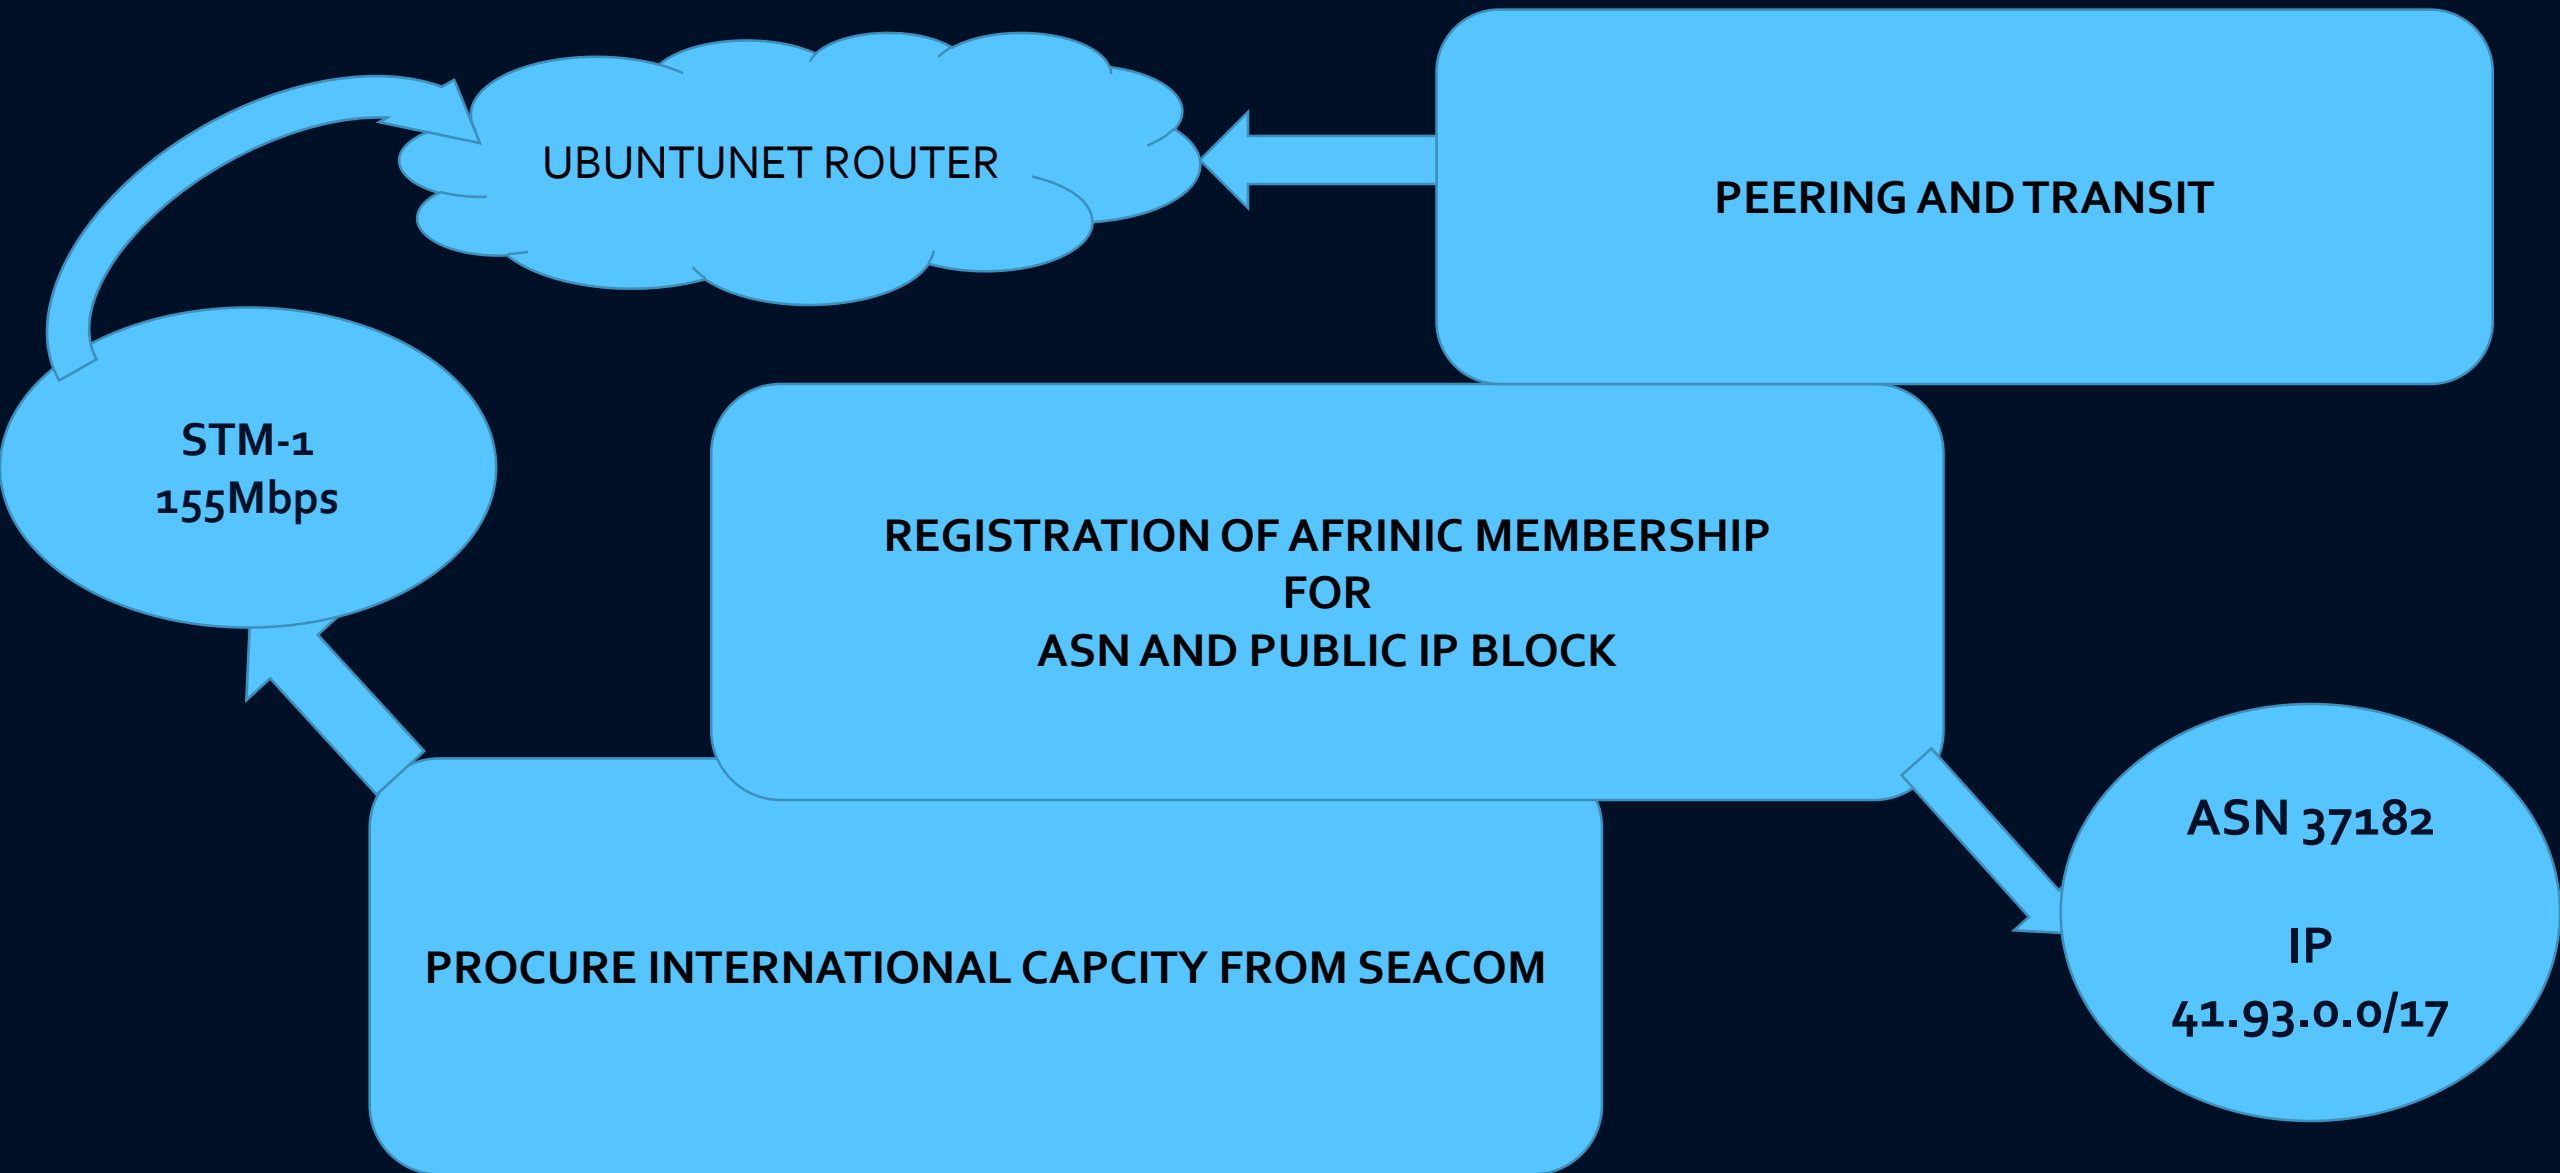 UBUNTUNET ROUTER
PEERING AND TRANSIT
STM-1
155Mbps
REGISTRATION OF AFRINIC MEMBERSHIP
FOR
ASN AND PUBLIC IP BLOCK
PROCURE INTERNATIONAL CAPCITY FROM SEACOM
ASN 37182
IP
41.93.0.0/17